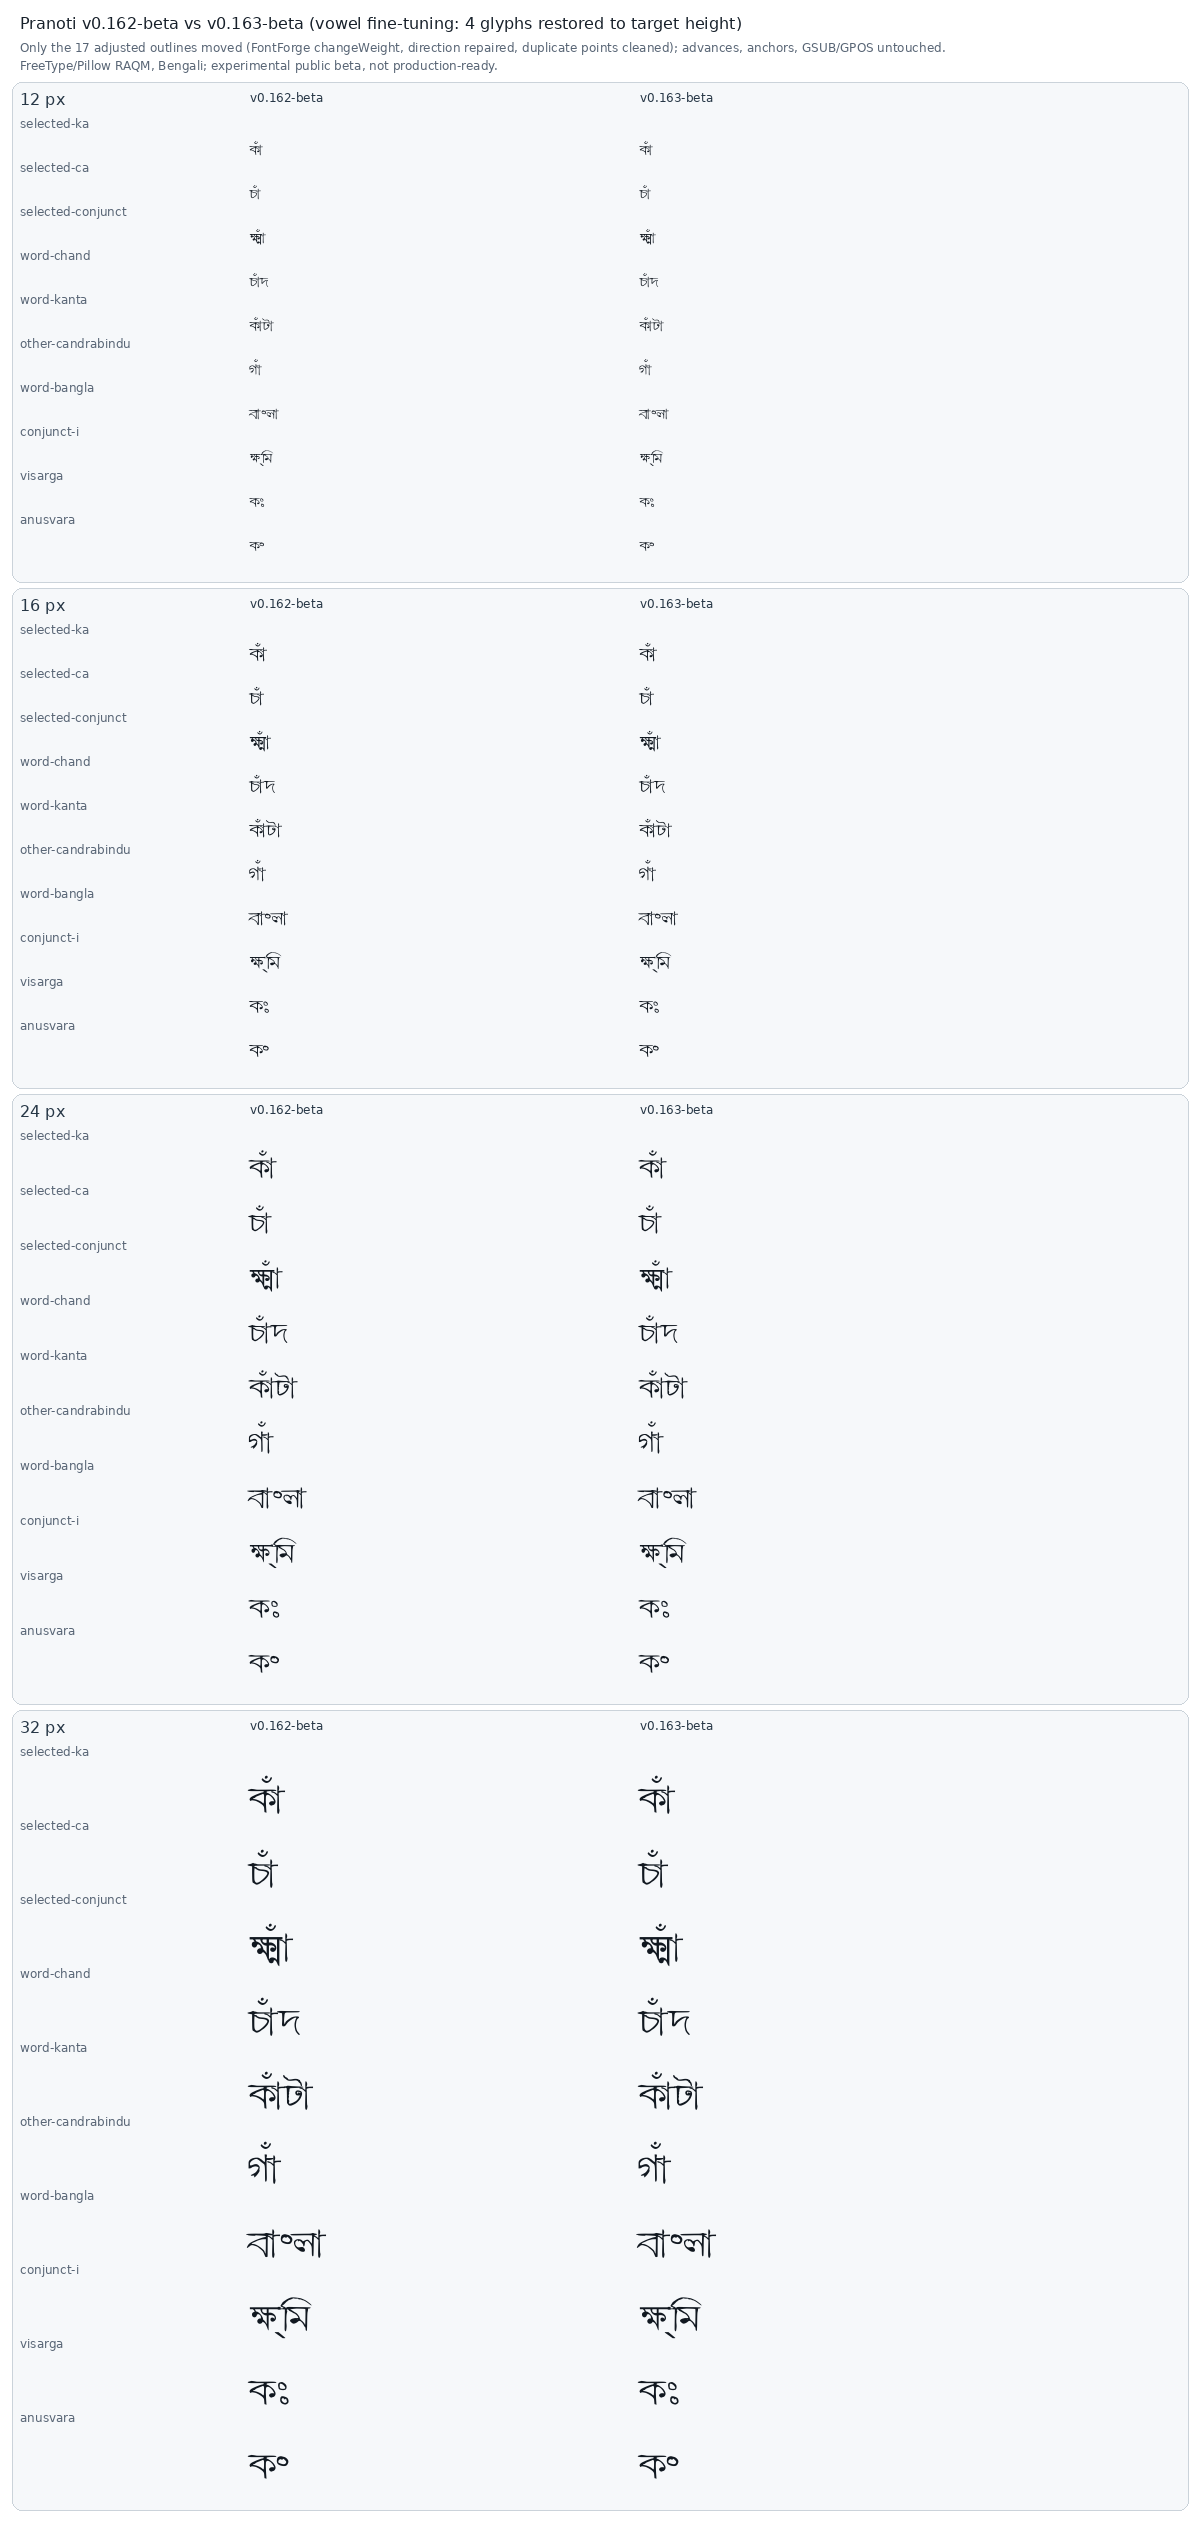 Pranoti v0.162-beta vs v0.163-beta (vowel fine-tuning: 4 glyphs restored to target height)
Only the 17 adjusted outlines moved (FontForge changeWeight, direction repaired, duplicate points cleaned); advances, anchors, GSUB/GPOS untouched.
FreeType/Pillow RAQM, Bengali; experimental public beta, not production-ready.
12 px v0.162-beta v0.163-beta
selected-ka
কাঁ কাঁ
selected-ca
চাঁ চাঁ
selected-conjunct
ক্ষ্মাঁ ক্ষ্মাঁ
word-chand
চাঁদ চাঁদ
word-kanta
কাঁটা কাঁটা
other-candrabindu
গাঁ গাঁ
word-bangla
বাংলা বাংলা
conjunct-i
ক্ষ্‌মি ক্ষ্‌মি
visarga
কঃ কঃ
anusvara
কং কং
16 px v0.162-beta v0.163-beta
selected-ka
কাঁ কাঁ
selected-ca
চাঁ চাঁ
selected-conjunct
ক্ষ্মাঁ ক্ষ্মাঁ
word-chand
চাঁদ চাঁদ
word-kanta
কাঁটা কাঁটা
other-candrabindu
গাঁ গাঁ
word-bangla
বাংলা বাংলা
conjunct-i
ক্ষ্‌মি ক্ষ্‌মি
visarga
কঃ কঃ
anusvara
কং কং
24 px v0.162-beta v0.163-beta
selected-ka
কাঁ কাঁ
selected-ca
চাঁ চাঁ
selected-conjunct
ক্ষ্মাঁ ক্ষ্মাঁ
word-chand
চাঁদ চাঁদ
word-kanta
কাঁটা কাঁটা
other-candrabindu
গাঁ গাঁ
word-bangla
বাংলা বাংলা
conjunct-i
ক্ষ্‌মি ক্ষ্‌মি
visarga
কঃ কঃ
anusvara
কং কং
32 px v0.162-beta v0.163-beta
selected-ka
কাঁ কাঁ
selected-ca
চাঁ চাঁ
selected-conjunct
ক্ষ্মাঁ ক্ষ্মাঁ
word-chand
চাঁদ চাঁদ
word-kanta
কাঁটা কাঁটা
other-candrabindu
গাঁ গাঁ
word-bangla
বাংলা বাংলা
conjunct-i
ক্ষ্‌মি ক্ষ্‌মি
visarga
কঃ কঃ
anusvara
কং কং